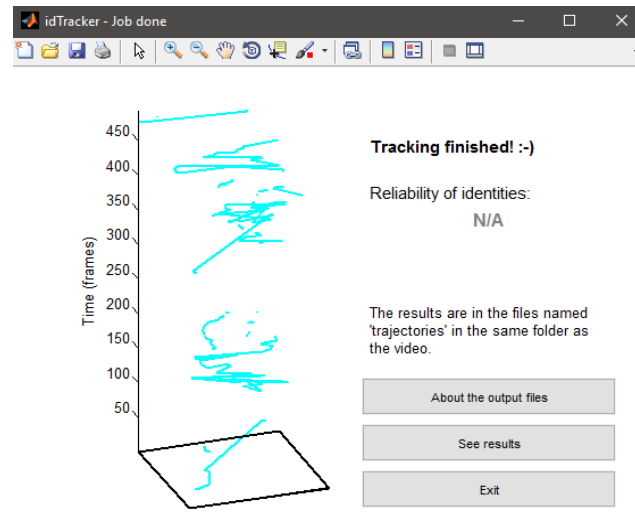 idTracker - Job done
450
400
350
300
250
200
150
100
50
Time (frames)
Tracking finished! :-)
Reliability of identities:
N/A
The results are in the files named
'trajectories' in the same folder as
the video.
About the output files
See results
Exit